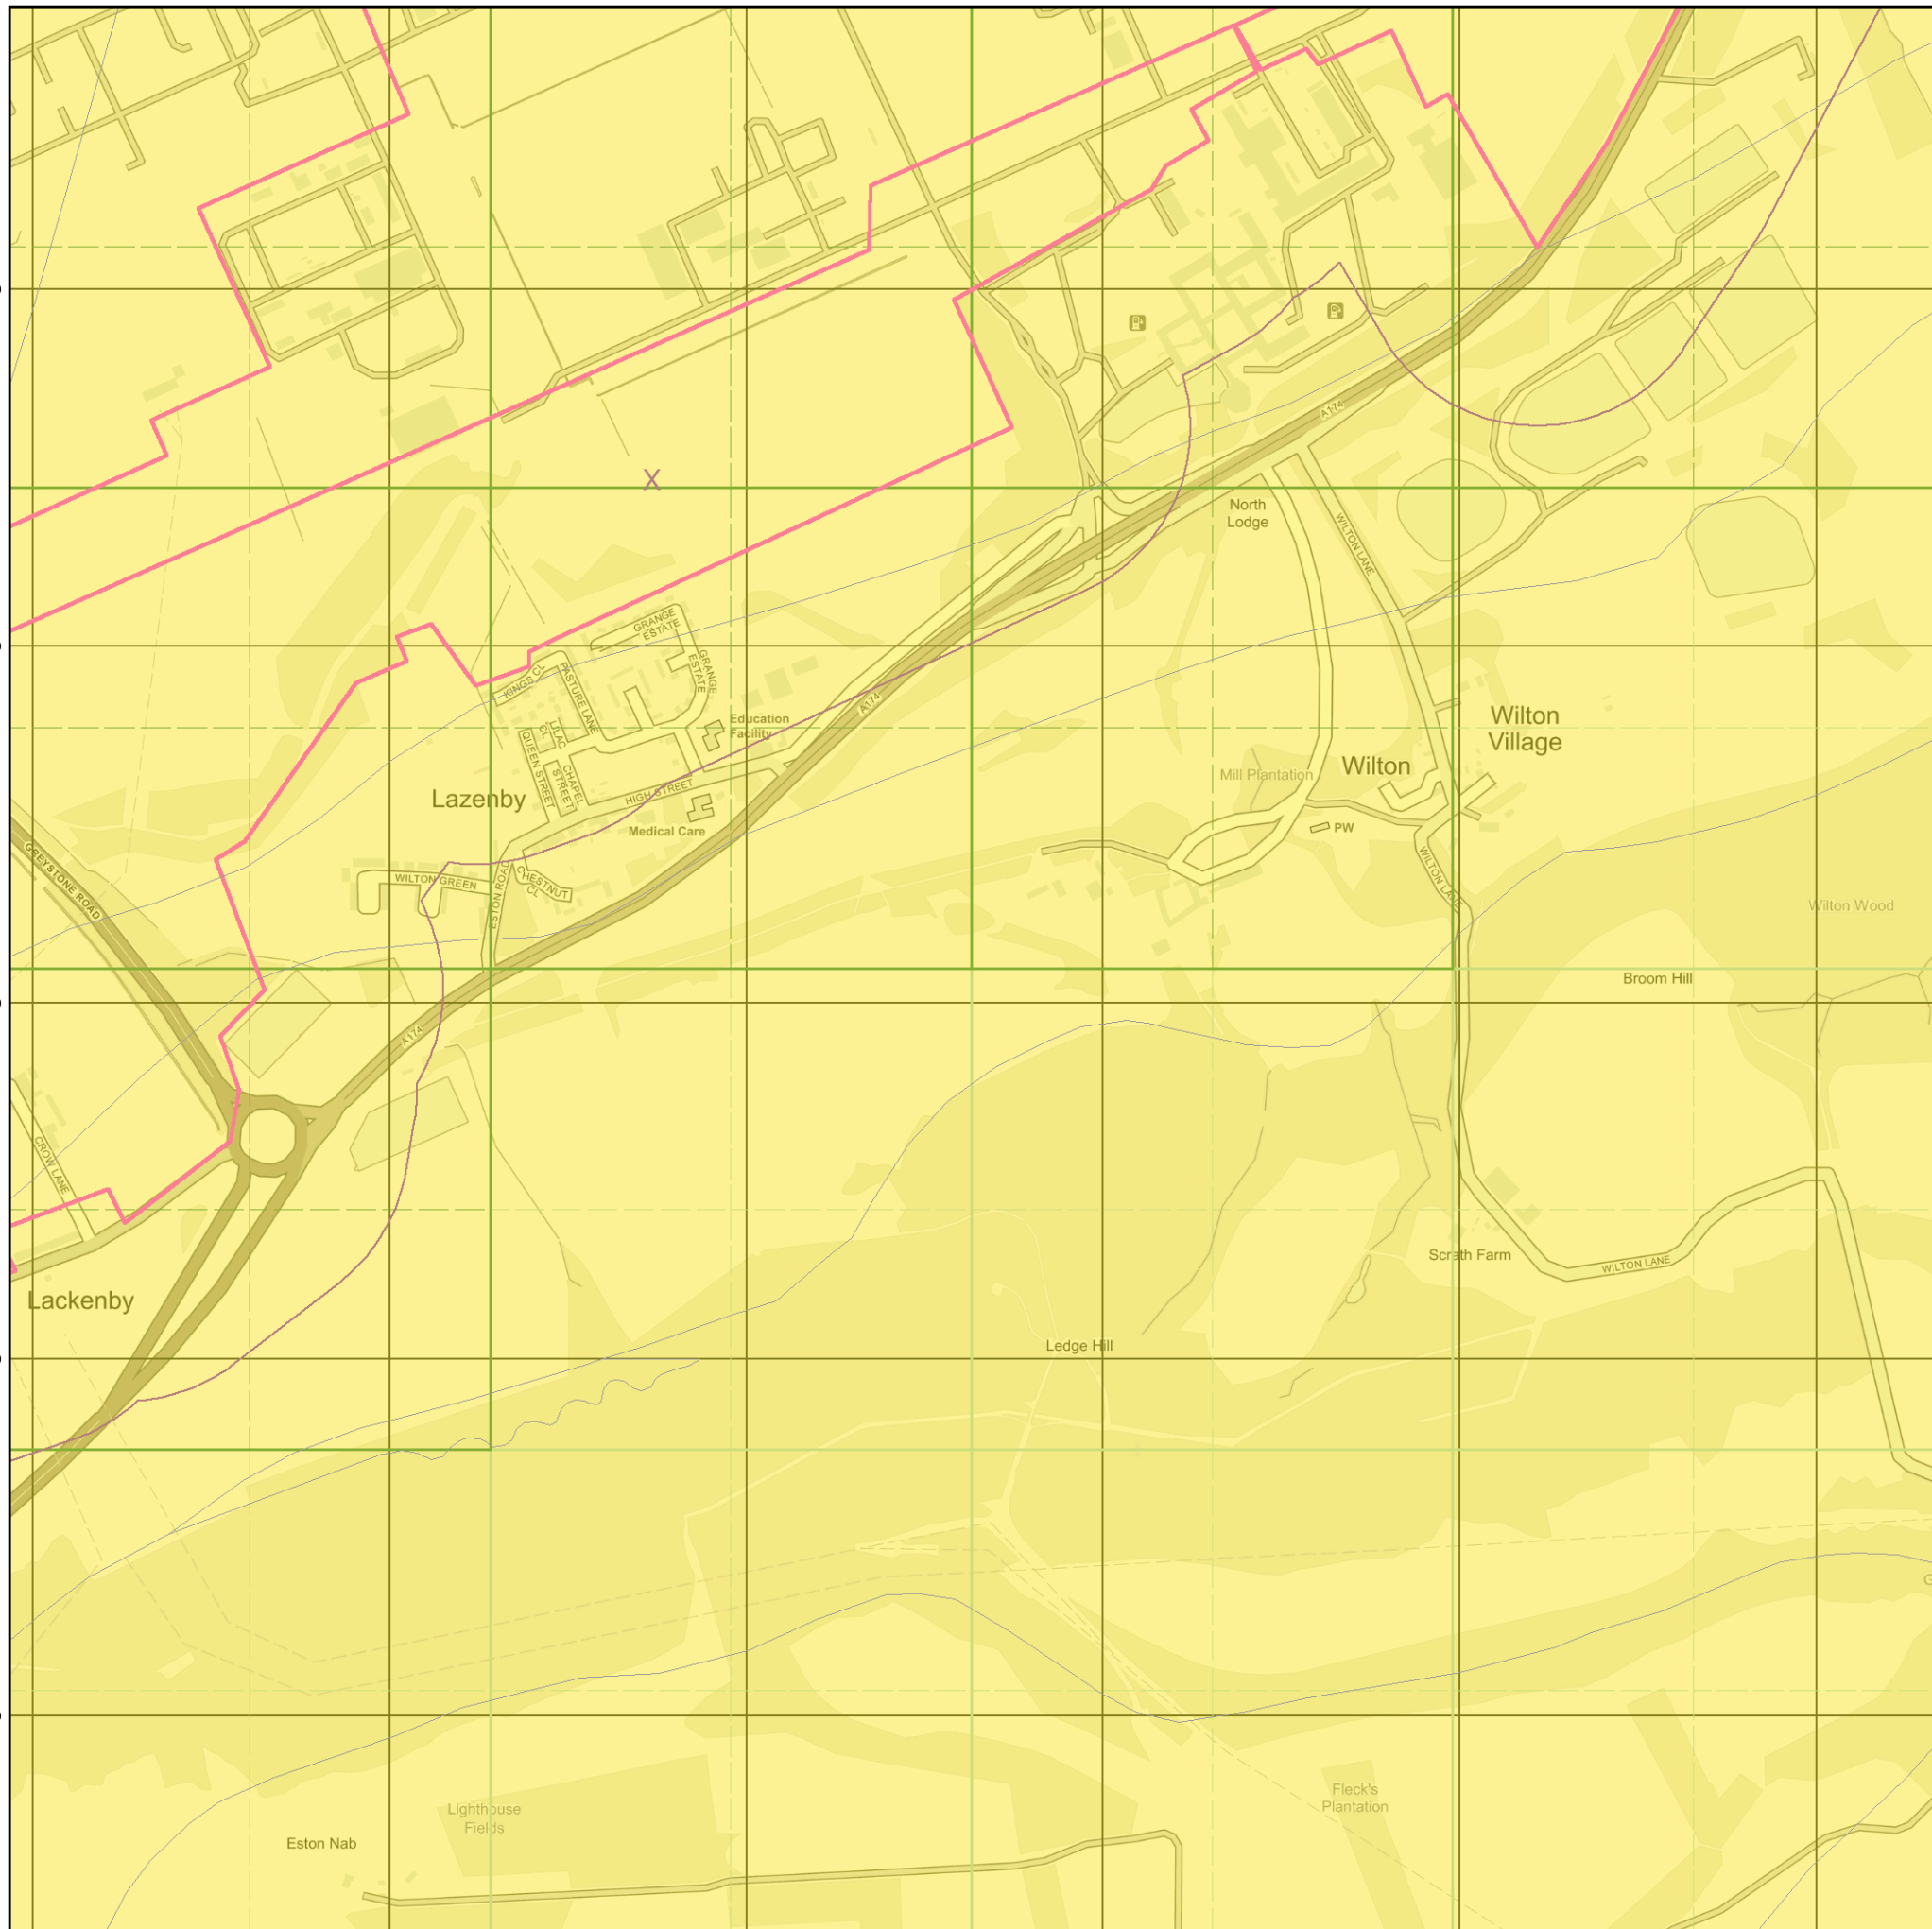 A174
X
North
Lodge
WILTON LANE
GRANGE
ESTATE
GRANGE
ESTATE
KINGS CL
PASTURE LANE
A174
Education
Facility
LILAC
CL
QUEEN STREET
CHAPEL
STREET
HIGH STREET
Wilton
Village
Wilton
Mill Plantation
Lazenby
Medical Care
PW
GREYSTONE ROAD
WILTON GREEN
ESTON ROAD
CHESTNUT
CL
WILTON LANE
Wilton Wood
Broom Hill
A174
CROW LANE
Scrath Farm
WILTON LANE
Lackenby
Ledge Hill
G
Lighthouse
Fields
Fleck's
Plantation
Eston Nab